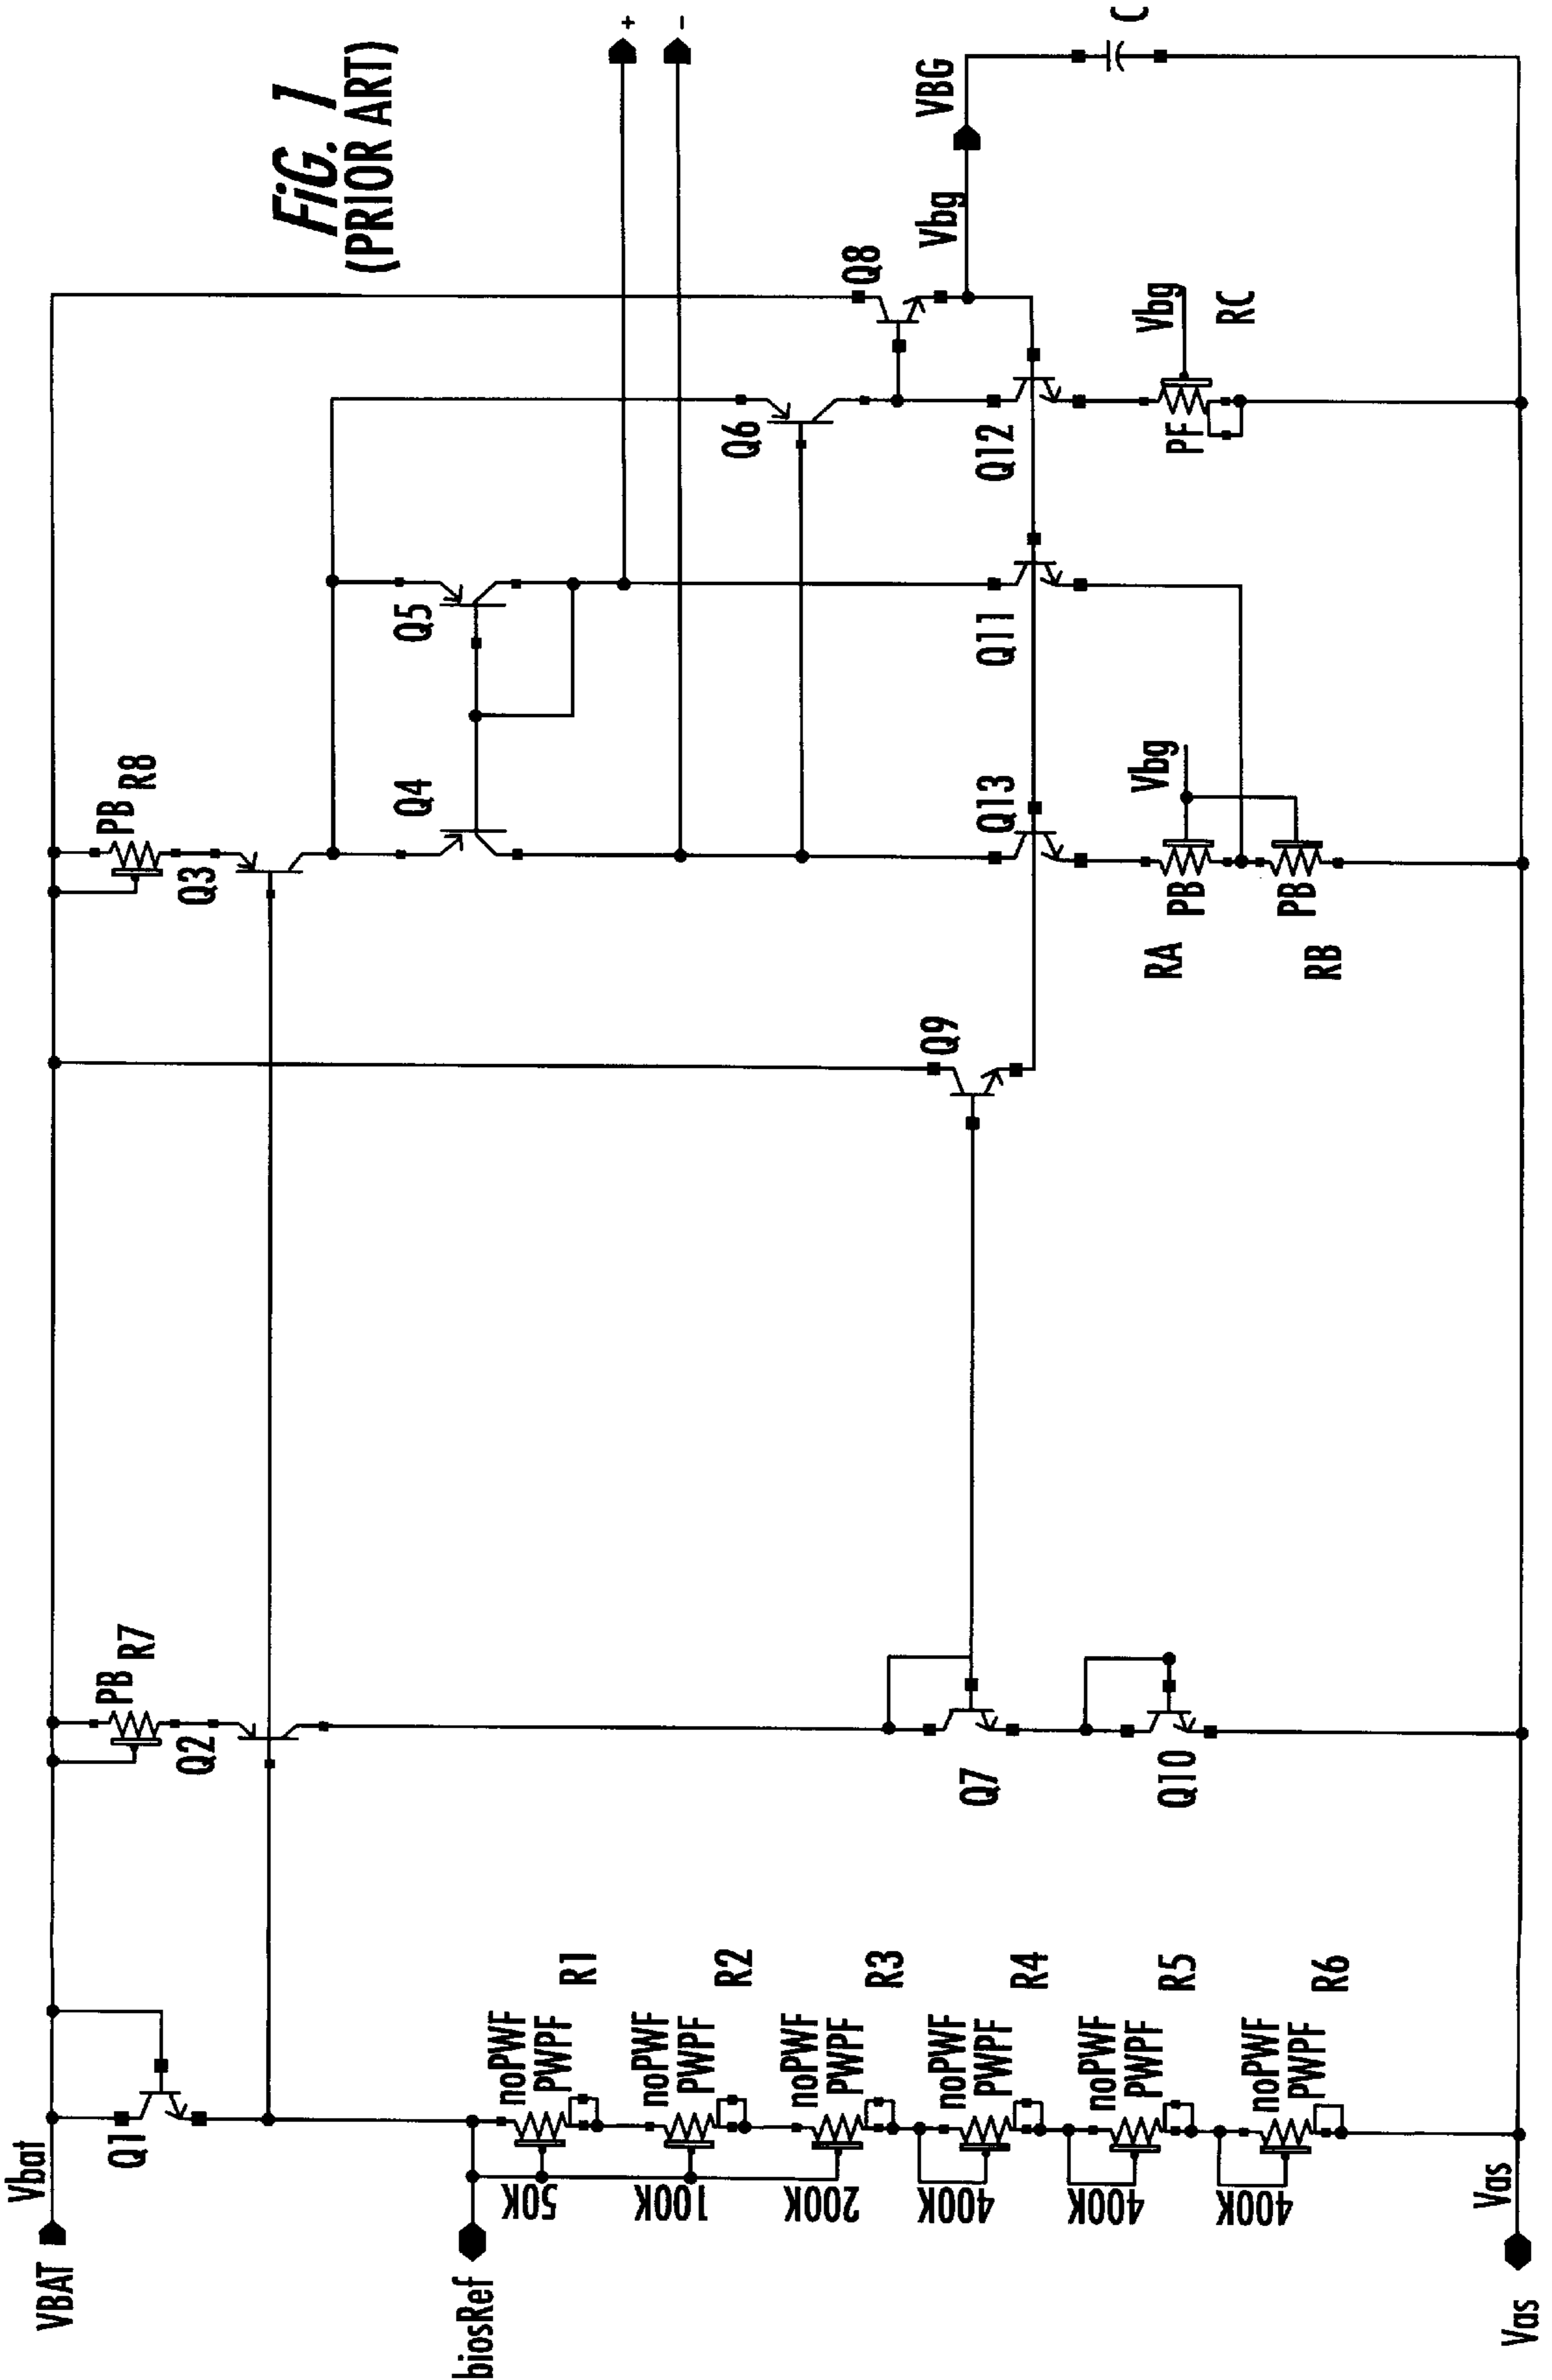 FiG. 1
(PRIOR ART)
VBAT
Vbat
Q1
PB
R7
Q2
PB
R8
Q3
Q4
Q5
Q6
+
-
biosRef
50K
noPWF
PWPF
R1
100K
noPWF
PWPF
R2
200K
noPWF
PWPF
R3
400K
noPWF
PWPF
R4
400K
noPWF
PWPF
R5
400K
noPWF
PWPF
R6
Q7
Q10
Q9
Q8
Vbg
VBG
C
Q13
Q11
Q12
Vbg
PB
RA
PB
RB
Vbg
PF
RC
Vas
Vas